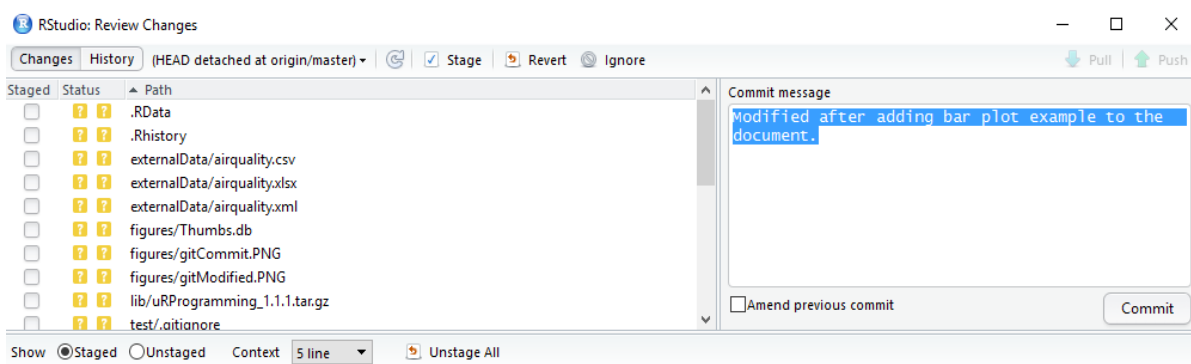 RStudio: Review Changes
Changes History (HEAD detached at origin/master) Stage Revert Ignore Pull Push
Staged Status Path
.RData
.Rhistory
externalData/airquality.csv
externalData/airquality.xlsx
externalData/airquality.xml
figures/Thumbs.db
figures/gitCommit.PNG
figures/gitModified.PNG
lib/uRProgramming_1.1.1.tar.gz
test/.gitignore
Commit message
Modified after adding bar plot example to the
document.
Amend previous commit
Commit
Show Staged Unstaged Context 5 line Unstage All